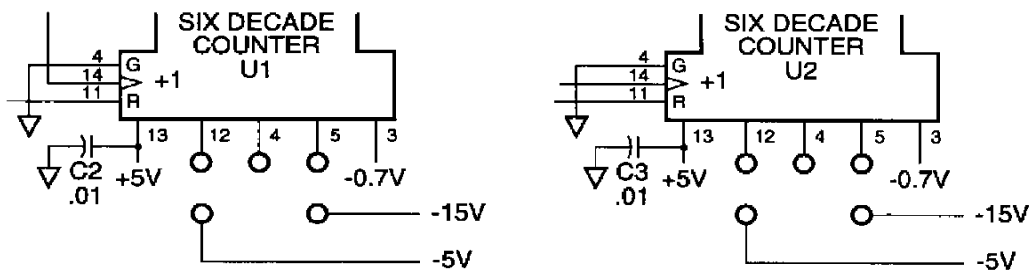 SIX DECADE
COUNTER
U1
4
G
14
+1
11
R
13
12
4
5
3
C2
.01
+5V
-0.7V
-15V
-5V
SIX DECADE
COUNTER
U2
4
G
14
+1
11
R
13
12
4
5
3
C3
.01
+5V
-0.7V
-15V
-5V